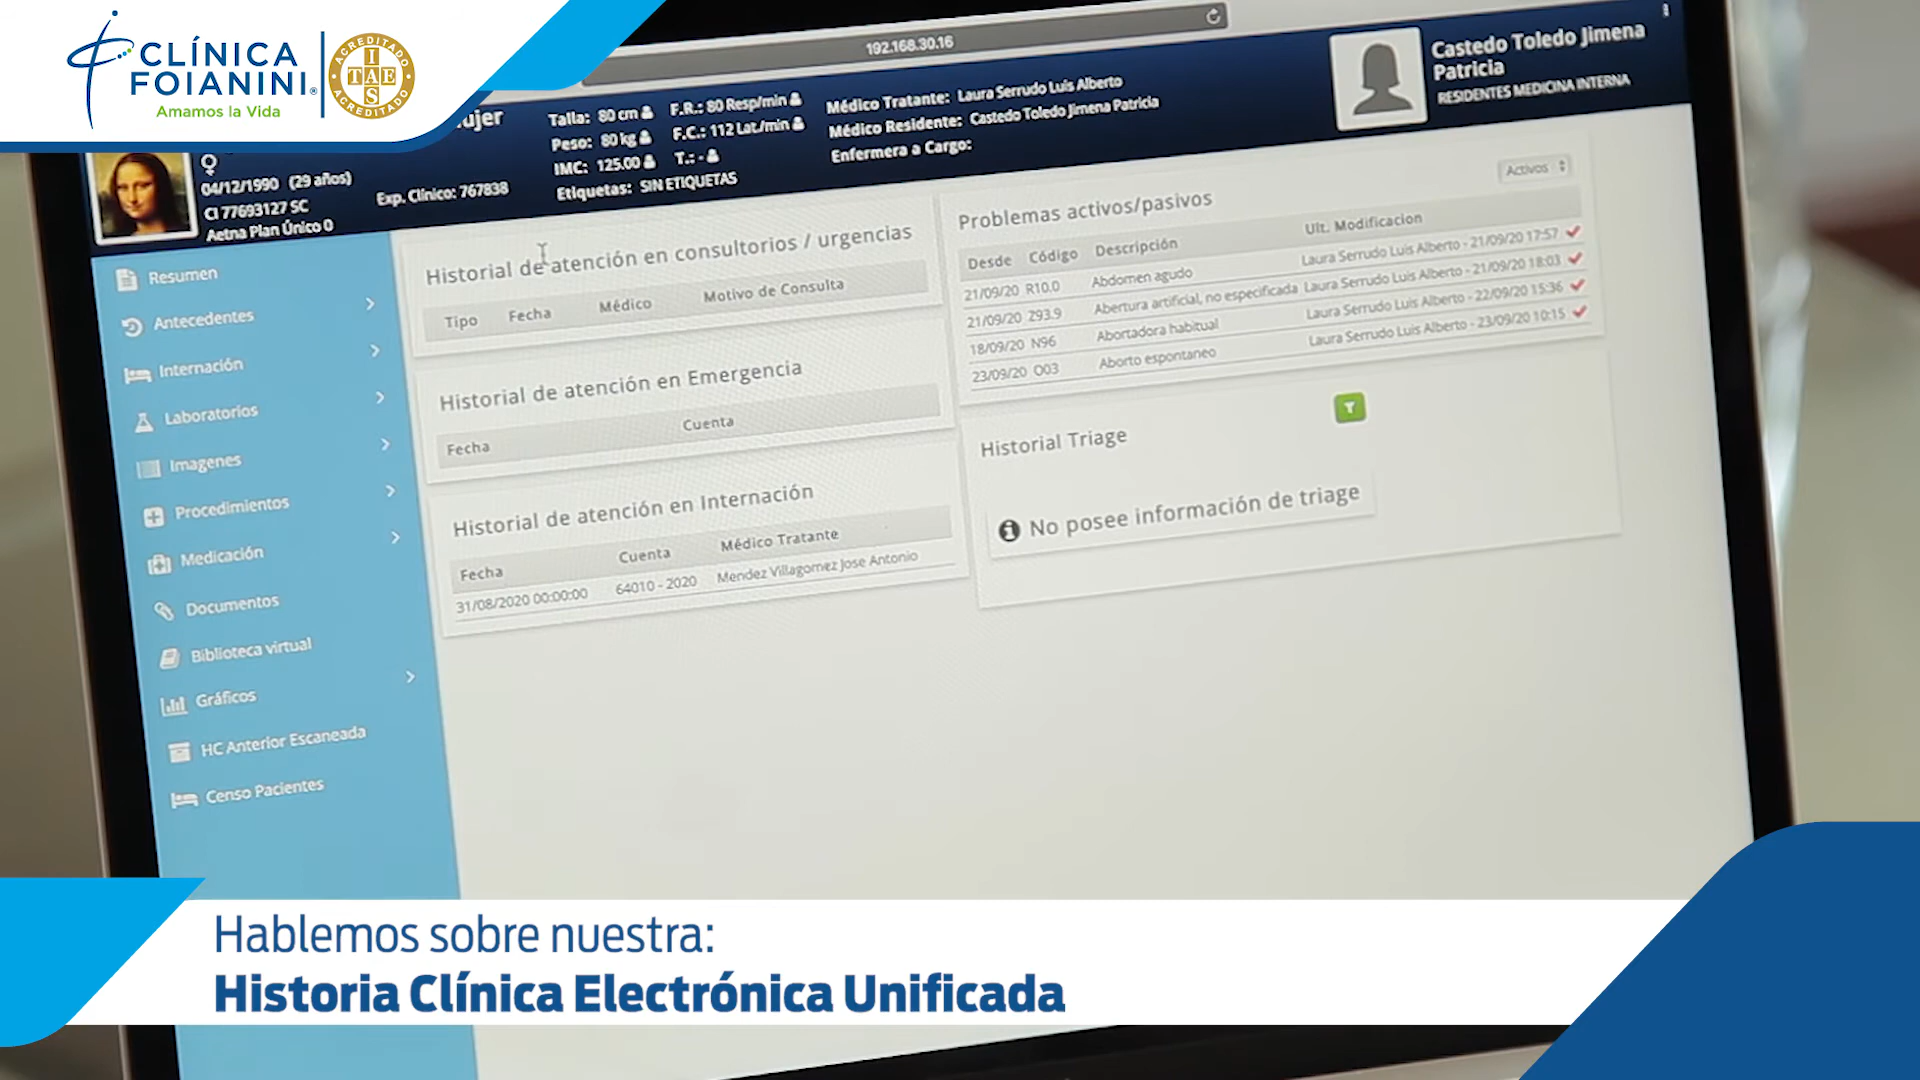 CLÍNICA
FOIANINI®
Amamos la Vida
ACREDITADO
ITAES
ACREDITADO
192.168.30.16
Talla: 80 cm
Peso: 80 kg
IMC: 125.00
Etiquetas: SIN ETIQUETAS
F.R.: 80 Resp/min
F.C.: 112 Lat./min
T.: -
Médico Tratante: Laura Serrudo Luis Alberto
Médico Residente: Castedo Toledo Jimena Patricia
Enfermera a Cargo:
Castedo Toledo Jimena
Patricia
RESIDENTES MEDICINA INTERNA
04/12/1990 (29 años)
CI 77693127 SC
Aetna Plan Único 0
Exp. Clínico: 767838
Resumen
Antecedentes
Internación
Laboratorios
Imagenes
Procedimientos
Medicación
Documentos
Biblioteca virtual
Gráficos
HC Anterior Escaneada
Censo Pacientes
Historial de atención en consultorios / urgencias
Tipo Fecha Médico Motivo de Consulta
Historial de atención en Emergencia
Fecha Cuenta
Historial de atención en Internación
Fecha Cuenta Médico Tratante
31/08/2020 00:00:00 64010 - 2020 Mendez Villagomez Jose Antonio
Activos
Problemas activos/pasivos
Desde Código Descripción Ult. Modificacion
21/09/20 R10.0 Abdomen agudo Laura Serrudo Luis Alberto - 21/09/20 17:57
21/09/20 Z93.9 Abertura artificial, no especificada Laura Serrudo Luis Alberto - 21/09/20 18:03
18/09/20 N96 Abortadora habitual Laura Serrudo Luis Alberto - 22/09/20 15:36
23/09/20 O03 Aborto espontaneo Laura Serrudo Luis Alberto - 23/09/20 10:15
Historial Triage
No posee información de triage
Hablemos sobre nuestra:
Historia Clínica Electrónica Unificada